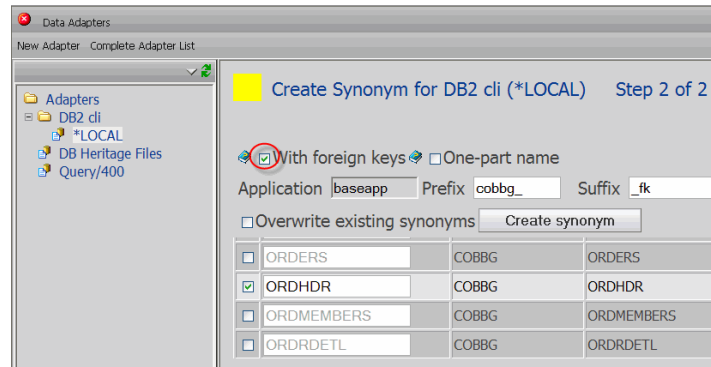 Data Adapters
New Adapter Complete Adapter List
Adapters
DB2 cli
*LOCAL
DB Heritage Files
Query/400
Create Synonym for DB2 cli (*LOCAL) Step 2 of 2
With foreign keys One-part name
Application baseapp Prefix cobbg_ Suffix _fk
Overwrite existing synonyms Create synonym
ORDERS COBBG ORDERS
ORDHDR COBBG ORDHDR
ORDMEMBERS COBBG ORDMEMBERS
ORDRDETL COBBG ORDRDETL